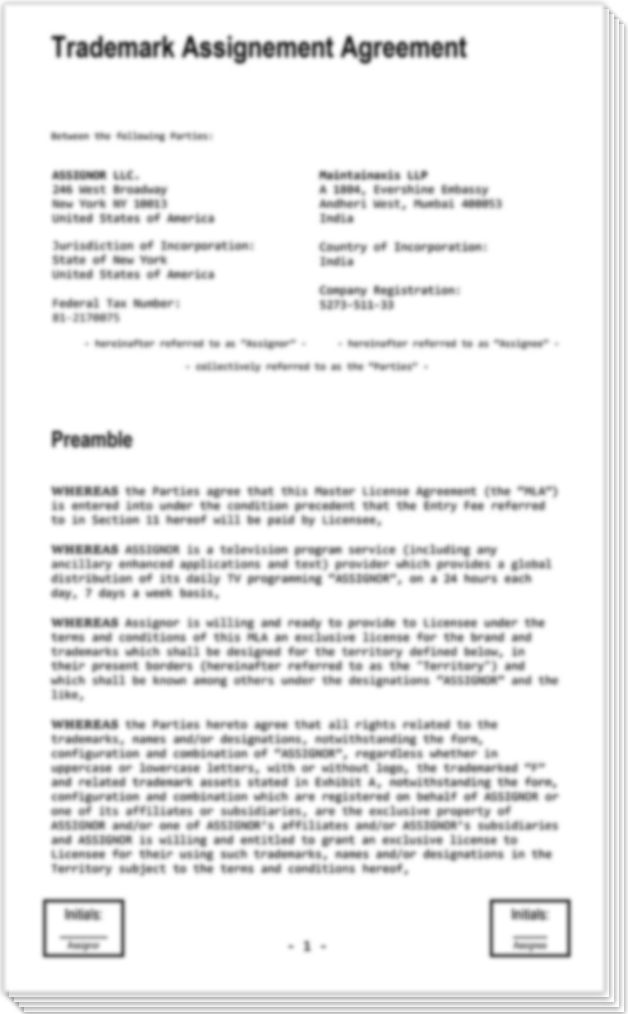 Trademark Assignement Agreement
Between the following Parties:
ASSIGNOR LLC.
246 West Broadway
New York NY 10013
United States of America
Jurisdiction of Incorporation:
State of New York
United States of America
Federal Tax Number:
81-2170075
Maintainaxis LLP
A 1804, Evershine Embassy
Andheri West, Mumbai 400053
India
Country of Incorporation:
India
Company Registration:
5273-511-33
- hereinafter referred to as "Assignor" -
- hereinafter referred to as "Assignee" -
- collectively referred to as the "Parties" -
Preamble
WHEREAS the Parties agree that this Master License Agreement (the "MLA")
is entered into under the condition precedent that the Entry Fee referred
to in Section 11 hereof will be paid by Licensee,
WHEREAS ASSIGNOR is a television program service (including any
ancillary enhanced applications and text) provider which provides a global
distribution of its daily TV programming "ASSIGNOR", on a 24 hours each
day, 7 days a week basis,
WHEREAS Assignor is willing and ready to provide to Licensee under the
terms and conditions of this MLA an exclusive license for the brand and
trademarks which shall be designed for the territory defined below, in
their present borders (hereinafter referred to as the "Territory") and
which shall be known among others under the designations "ASSIGNOR" and the
like,
WHEREAS the Parties hereto agree that all rights related to the
trademarks, names and/or designations, notwithstanding the form,
configuration and combination of "ASSIGNOR", regardless whether in
uppercase or lowercase letters, with or without logo, the trademarked "F"
and related trademark assets stated in Exhibit A, notwithstanding the form,
configuration and combination which are registered on behalf of ASSIGNOR or
one of its affiliates or subsidiaries, are the exclusive property of
ASSIGNOR and/or one of ASSIGNOR's affiliates and/or ASSIGNOR's subsidiaries
and ASSIGNOR is willing and entitled to grant an exclusive license to
Licensee for their using such trademarks, names and/or designations in the
Territory subject to the terms and conditions hereof,
Initials:
Assignor
- 1 -
Initials:
Assignee